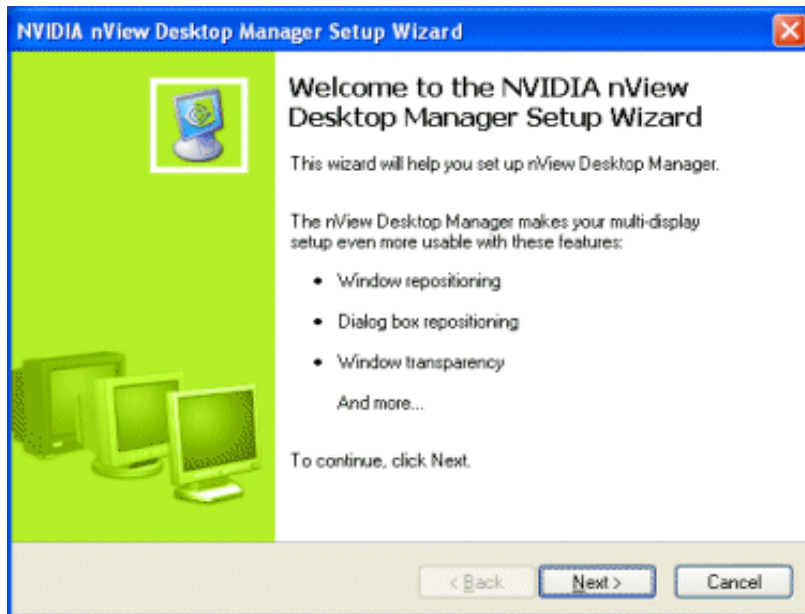 NVIDIA nView Desktop Manager Setup Wizard
Welcome to the NVIDIA nView
Desktop Manager Setup Wizard
This wizard will help you set up nView Desktop Manager.
The nView Desktop Manager makes your multi-display
setup even more usable with these features:
• Window repositioning
• Dialog box repositioning
• Window transparency
And more...
To continue, click Next.
< Back Next > Cancel